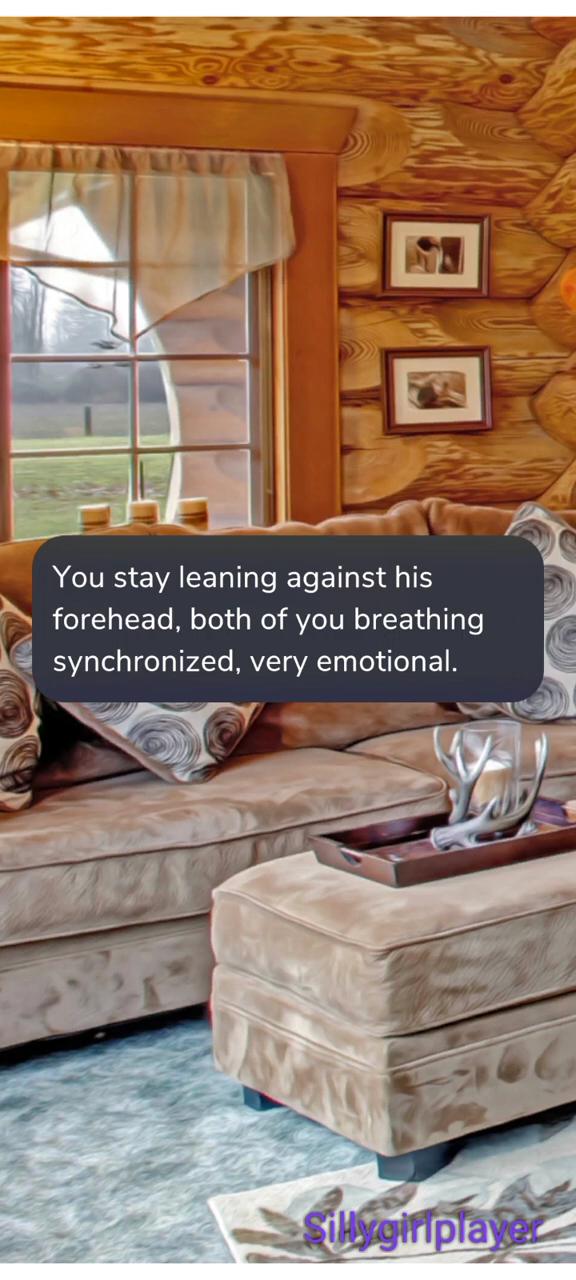 You stay leaning against his
forehead, both of you breathing
synchronized, very emotional.
Sillygirlplayer